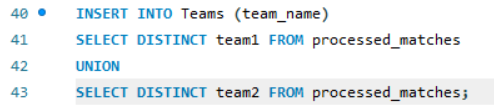 40 INSERT INTO Teams (team_name)
41 SELECT DISTINCT team1 FROM processed_matches
42 UNION
43 SELECT DISTINCT team2 FROM processed_matches;